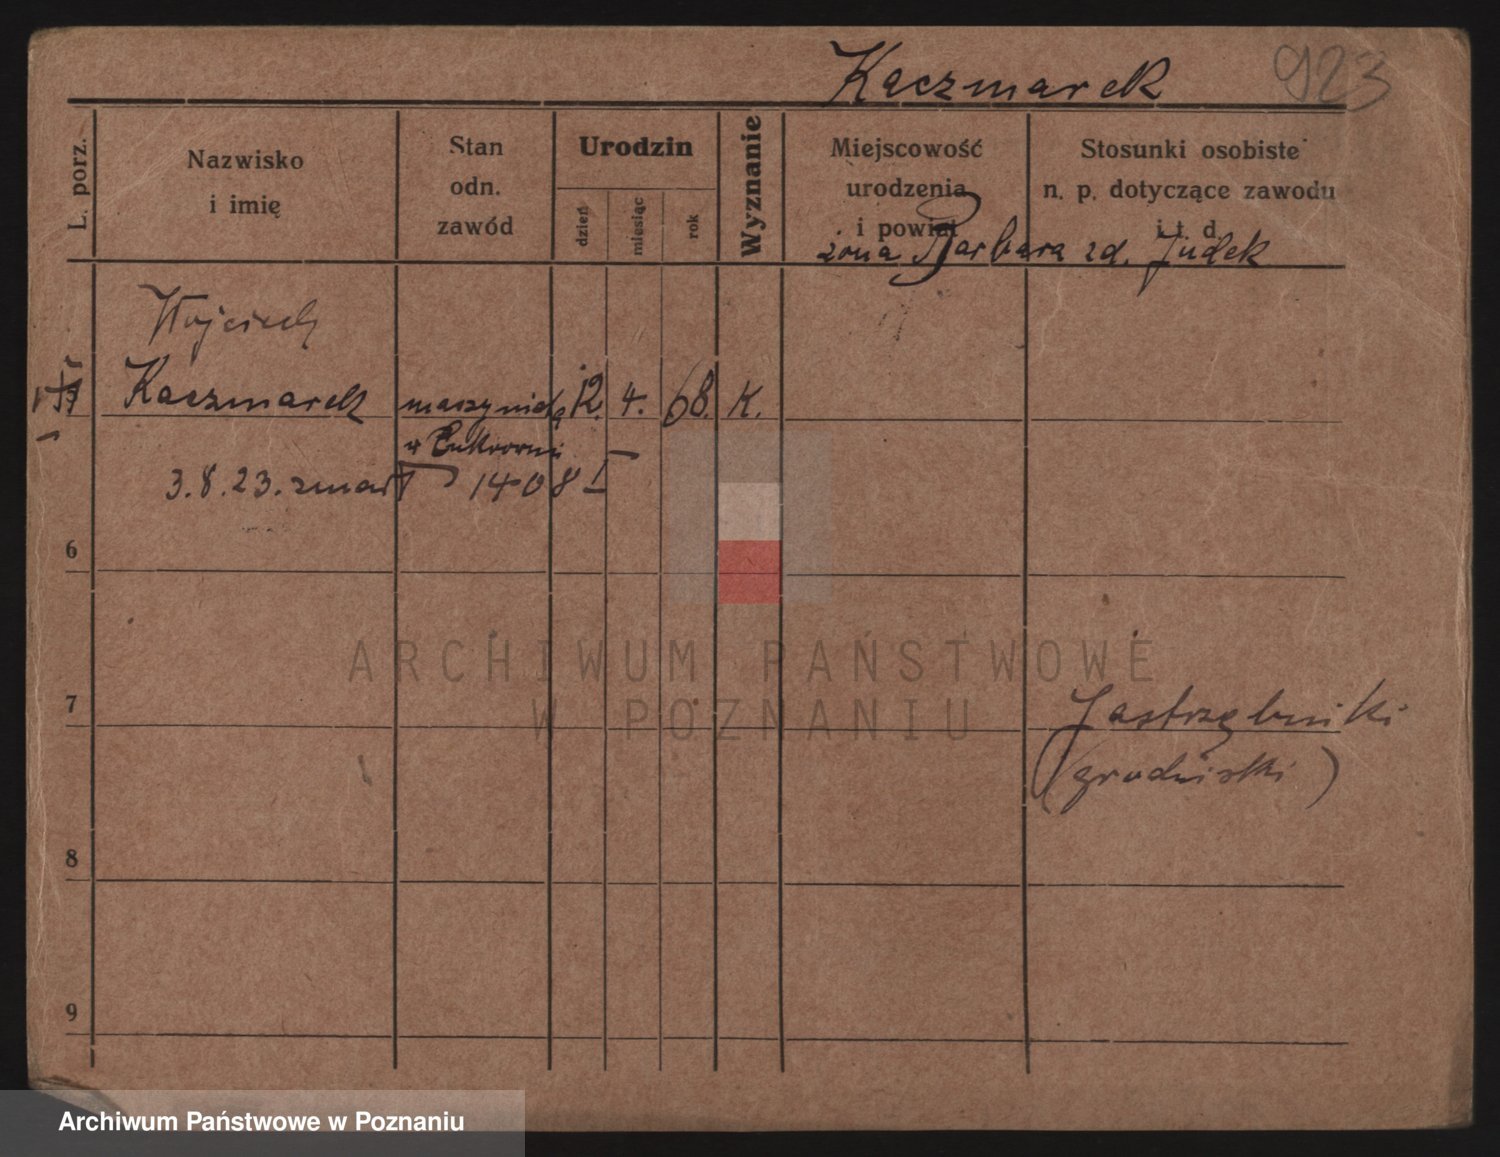 Kaczmarek 923
L. porz.
Nazwisko
i imię
Stan
odn.
zawód
Urodzin
dzień
miesiąc
rok
Wyznanie
Miejscowość
urodzenia
i powiat
Stosunki osobiste
n. p. dotyczące zawodu
i t. d.
żona Barbara zd. Judek
Wojciech
Kaczmarek maszynista 12. 4. 68. K.
w Cukrowni
3.8.23. zmarł 1408 I
6
7
Jastrzębniki
(grodziski)
8
9
ARCHIWUM PAŃSTWOWE
W POZNANIU
Archiwum Państwowe w Poznaniu